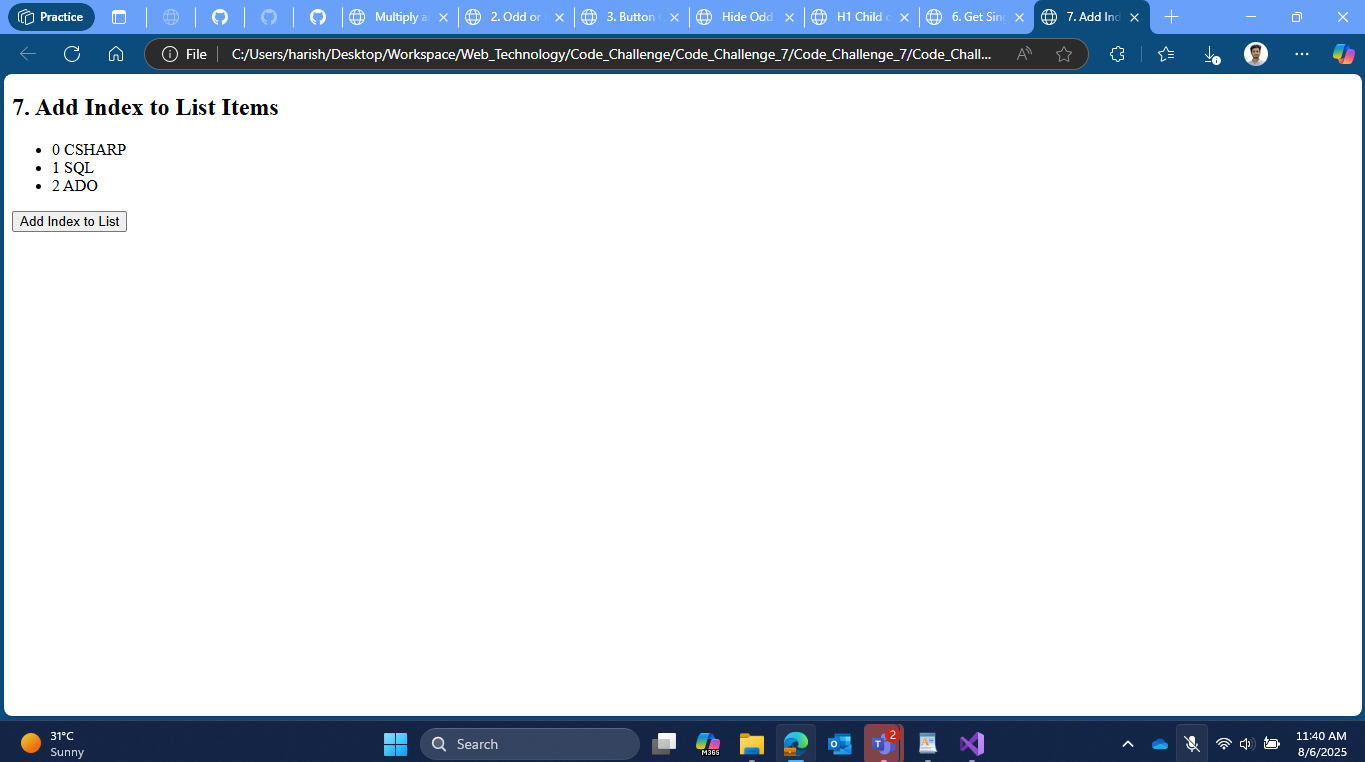 Practice
Multiply a
2. Odd or
3. Button
Hide Odd
H1 Child
6. Get Sin
7. Add Ind
File
C:/Users/harish/Desktop/Workspace/Web_Technology/Code_Challenge/Code_Challenge_7/Code_Challenge_7/Code_Chall...
7. Add Index to List Items
0 CSHARP
1 SQL
2 ADO
Add Index to List
31°C
Sunny
Search
M365
2
11:40 AM
8/6/2025